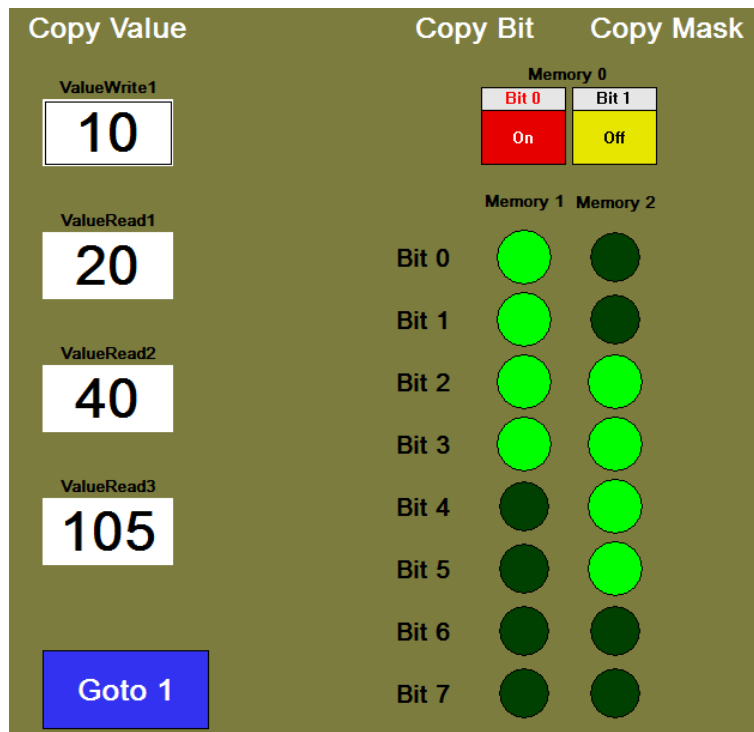 Copy Value
Copy Bit
Copy Mask
ValueWrite1
10
Memory 0
Bit 0
Bit 1
On
Off
Memory 1
Memory 2
ValueRead1
20
Bit 0
Bit 1
ValueRead2
40
Bit 2
Bit 3
ValueRead3
105
Bit 4
Bit 5
Bit 6
Goto 1
Bit 7